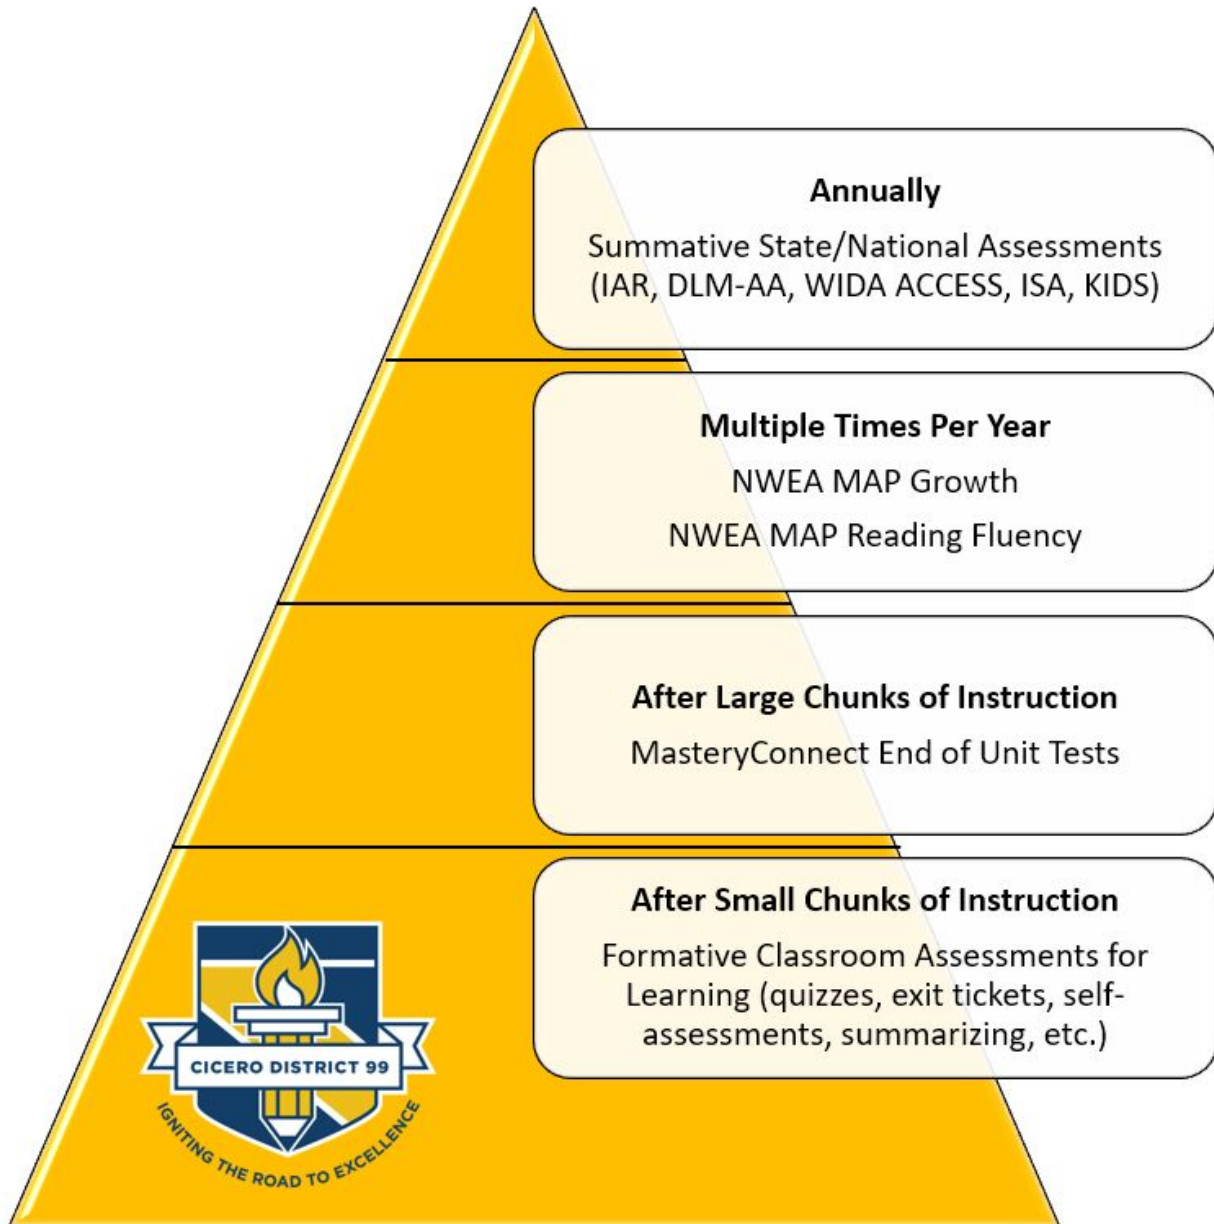 Annually
Summative State/National Assessments
(IAR, DLM-AA, WIDA ACCESS, ISA, KIDS)
Multiple Times Per Year
NWEA MAP Growth
NWEA MAP Reading Fluency
After Large Chunks of Instruction
MasteryConnect End of Unit Tests
After Small Chunks of Instruction
Formative Classroom Assessments for
Learning (quizzes, exit tickets, self-
assessments, summarizing, etc.)
CICERO DISTRICT 99
IGNITING THE ROAD TO EXCELLENCE